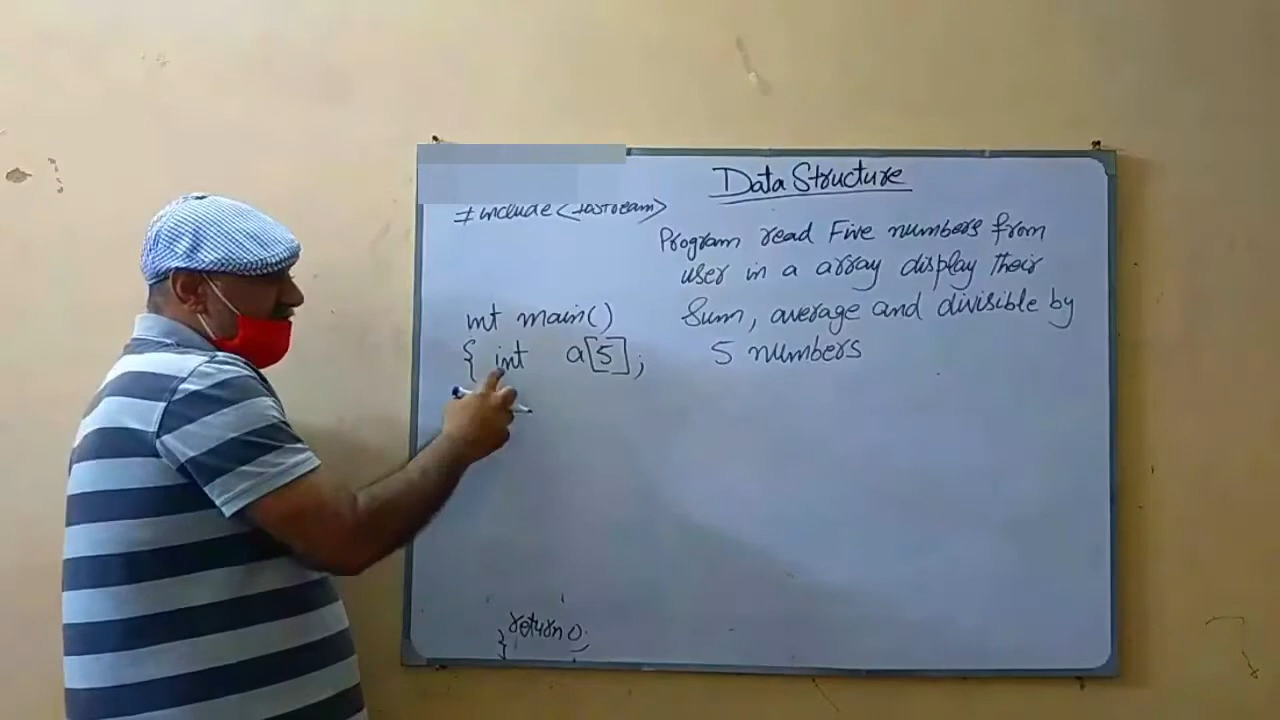 Data Structure
#include <iostream>
Program read Five numbers from
user in a array display their
Sum, average and divisible by
5 numbers
int main()
{ int a[5];
return 0;
}